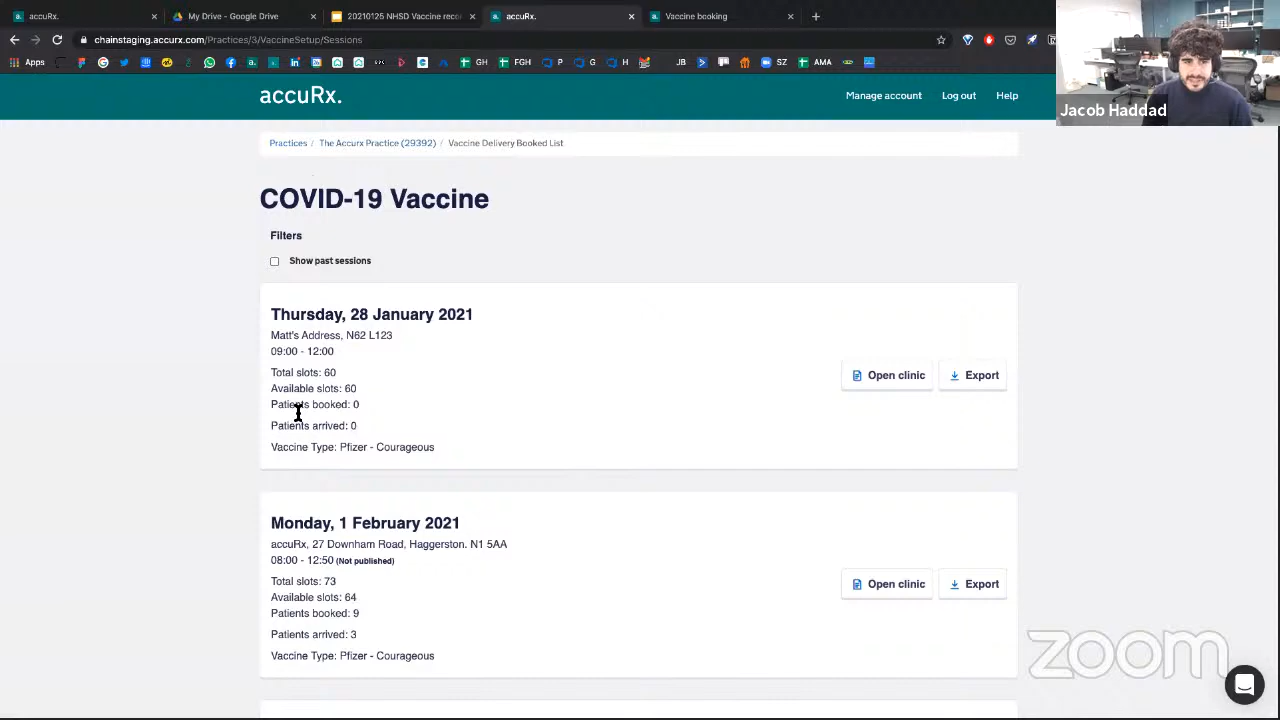 accuRx.
My Drive - Google Drive
20210125 NHSD Vaccine reco
accuRx.
Vaccine booking
chainstaging.accurx.com/Practices/3/VaccineSetup/Sessions
Apps
GH
FGH
G
G
H
JB
SZ
AMA
accuRx.
Manage account
Log out
Help
Jacob Haddad
Practices / The Accurx Practice (29392) / Vaccine Delivery Booked List
COVID-19 Vaccine
Filters
Show past sessions
Thursday, 28 January 2021
Matt's Address, N62 L123
09:00 - 12:00
Total slots: 60
Available slots: 60
Patients booked: 0
Patients arrived: 0
Vaccine Type: Pfizer - Courageous
Open clinic
Export
Monday, 1 February 2021
accuRx, 27 Downham Road, Haggerston. N1 5AA
08:00 - 12:50 (Not published)
Total slots: 73
Available slots: 64
Patients booked: 9
Patients arrived: 3
Vaccine Type: Pfizer - Courageous
Open clinic
Export
zoom